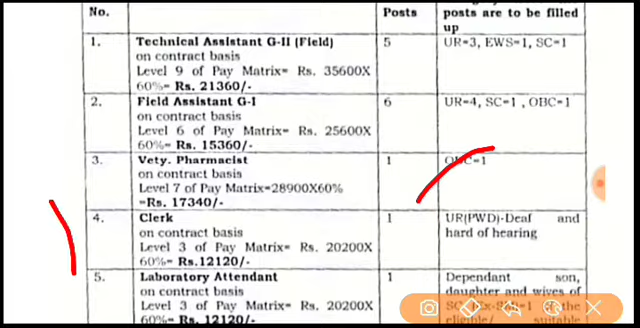 No. Posts posts are to be filled
up
1. Technical Assistant G-II (Field) 5 UR=3, EWS=1, SC=1
on contract basis
Level 9 of Pay Matrix= Rs. 35600X
60%= Rs. 21360/-
2. Field Assistant G-I 6 UR=4, SC=1 , OBC=1
on contract basis
Level 6 of Pay Matrix= Rs. 25600X
60%= Rs. 15360/-
3. Vety. Pharmacist 1 OBC=1
on contract basis
Level 7 of Pay Matrix=28900X60%
=Rs. 17340/-
4. Clerk 1 UR(PWD)-Deaf and
on contract basis hard of hearing
Level 3 of Pay Matrix= Rs. 20200X
60%= Rs.12120/-
5. Laboratory Attendant 1 Dependant son,
on contract basis daughter and wives of
Level 3 of Pay Matrix= Rs. 20200X SC the
60%= Rs. 12120/- eligible/ suitable